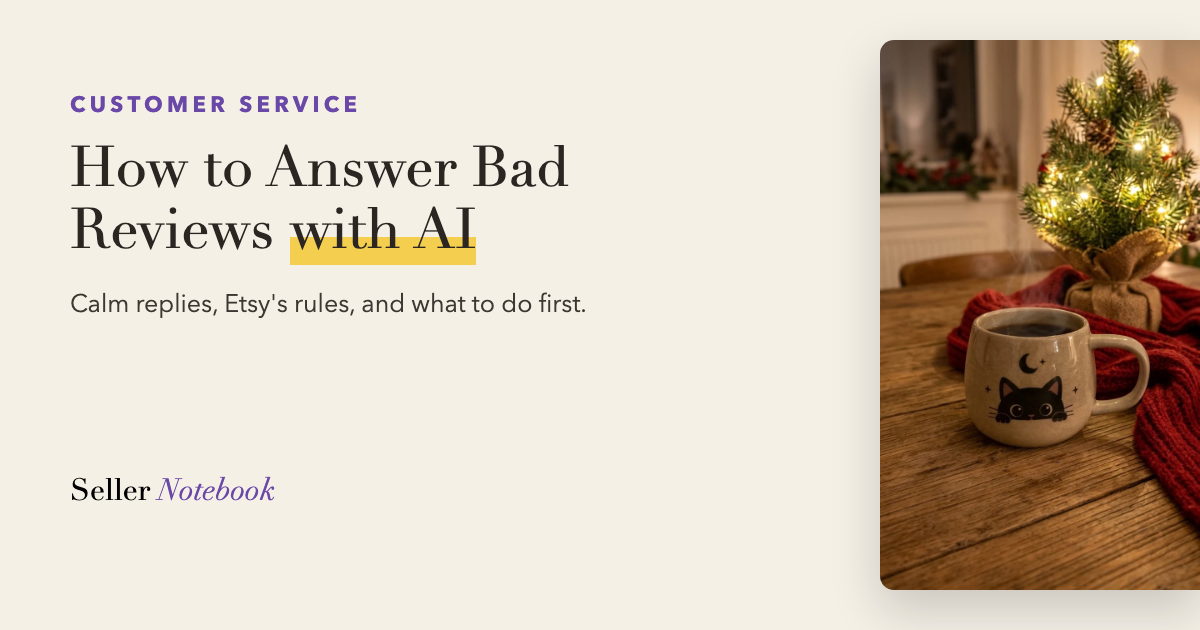 CUSTOMER SERVICE
How to Answer Bad
Reviews with AI
Calm replies, Etsy's rules, and what to do first.
Seller Notebook